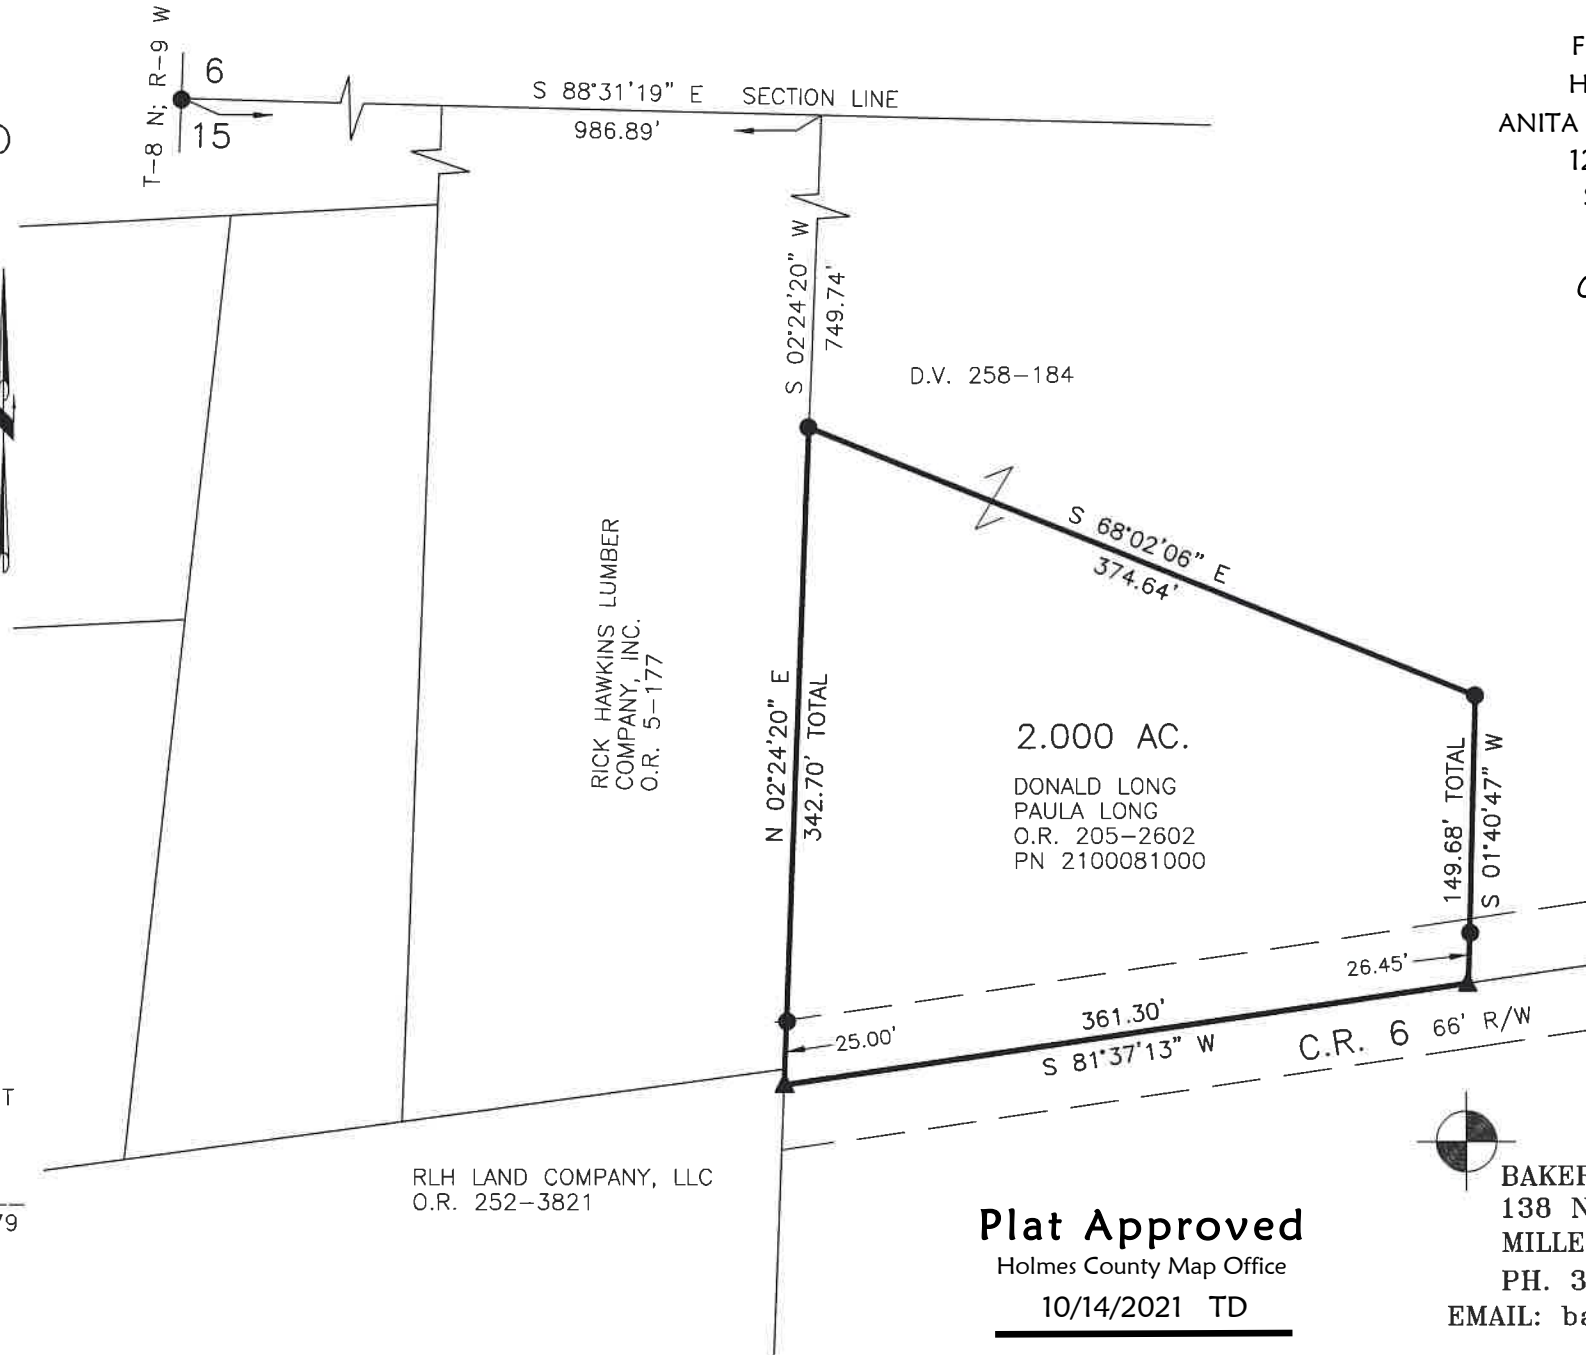 T-8 N; R-9 W
6
15
S 88°31'19" E SECTION LINE
986.89'
ANITA
S 02°24'20" W
749.74'
D.V. 258-184
S 68°02'06" E
374.64'
RICK HAWKINS LUMBER
COMPANY, INC.
O.R. 5-177
N 02°24'20" E
342.70' TOTAL
2.000 AC.
DONALD LONG
PAULA LONG
O.R. 205-2602
PN 2100081000
149.68' TOTAL
S 01°40'47" W
26.45'
25.00'
361.30'
S 81°37'13" W
C.R. 6 66' R/W
T
RLH LAND COMPANY, LLC
O.R. 252-3821
79
Plat Approved
Holmes County Map Office
10/14/2021 TD
BAKER
138 N
MILLE
PH. 3
EMAIL: ba